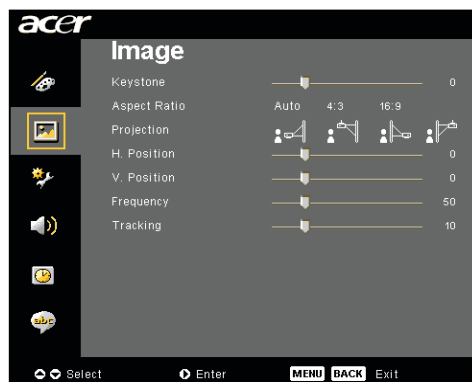 acer
Image
Keystone 0
Aspect Ratio Auto 4:3 16:9
Projection
H. Position 0
V. Position 0
Frequency 50
Tracking 10
abc
Select Enter MENU BACK Exit